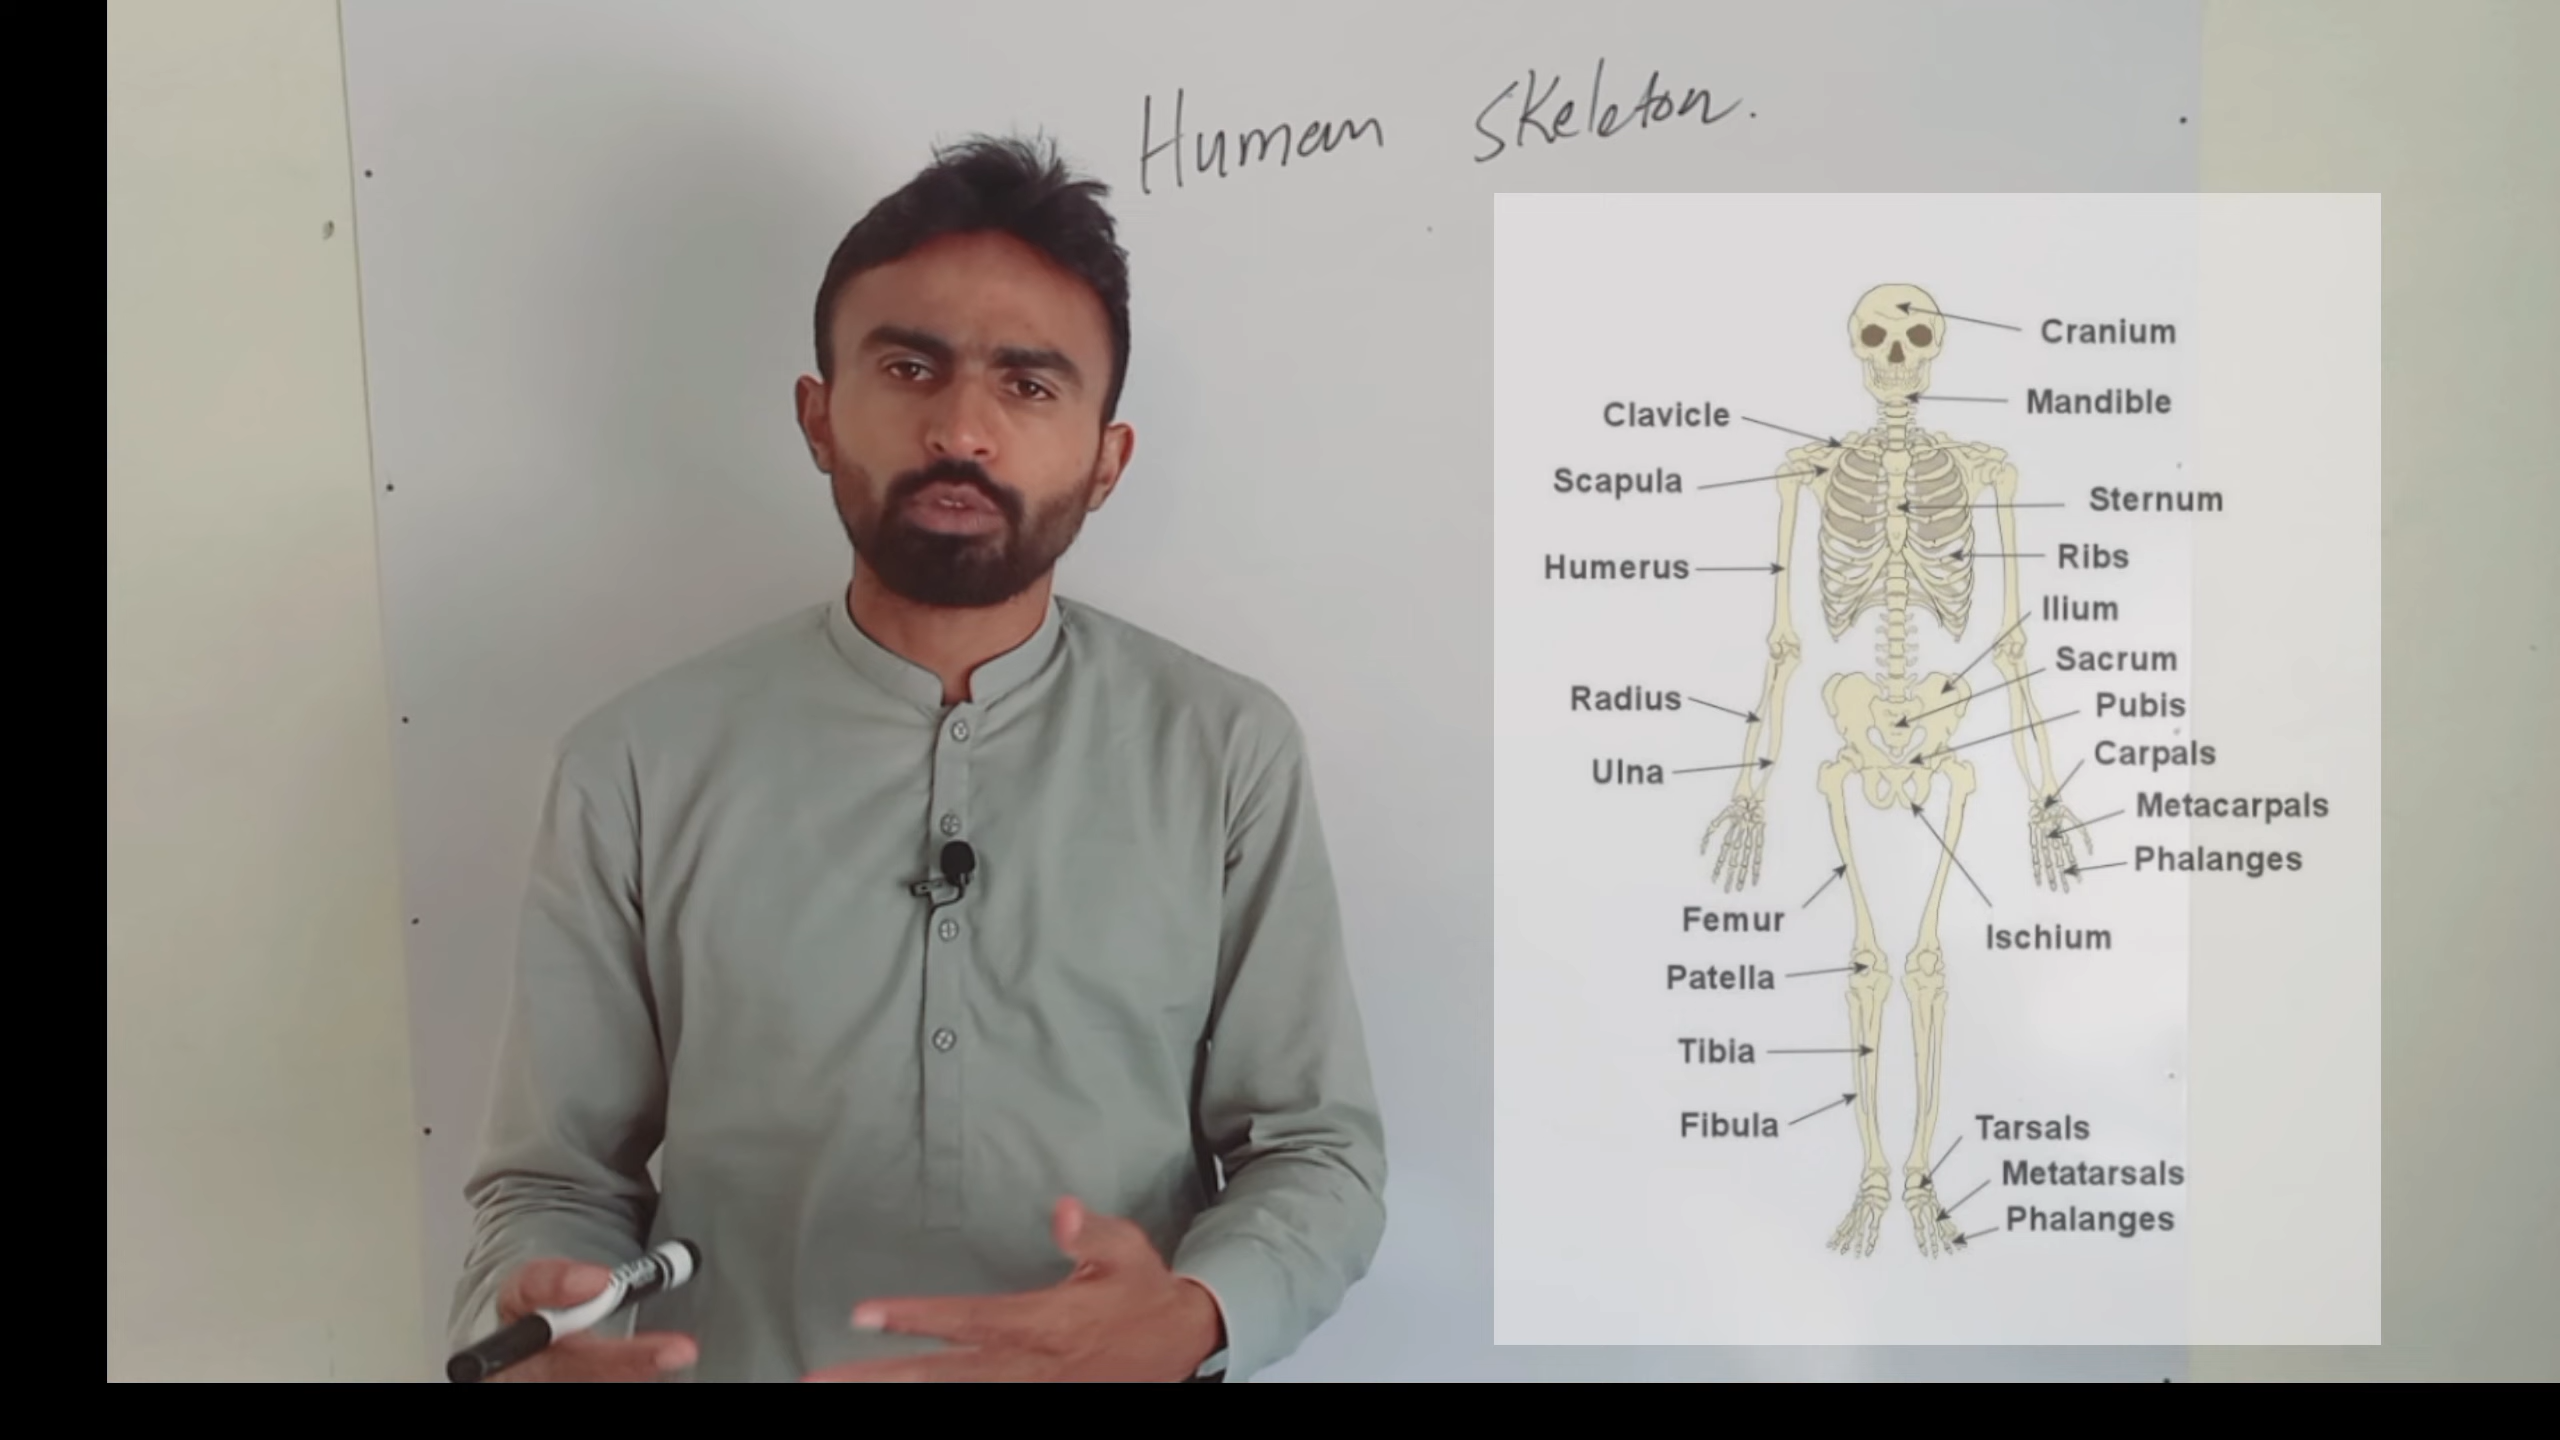 Human Skeleton.
Cranium
Mandible
Clavicle
Scapula
Sternum
Humerus
Ribs
Ilium
Sacrum
Radius
Pubis
Carpals
Ulna
Metacarpals
Phalanges
Femur
Ischium
Patella
Tibia
Fibula
Tarsals
Metatarsals
Phalanges